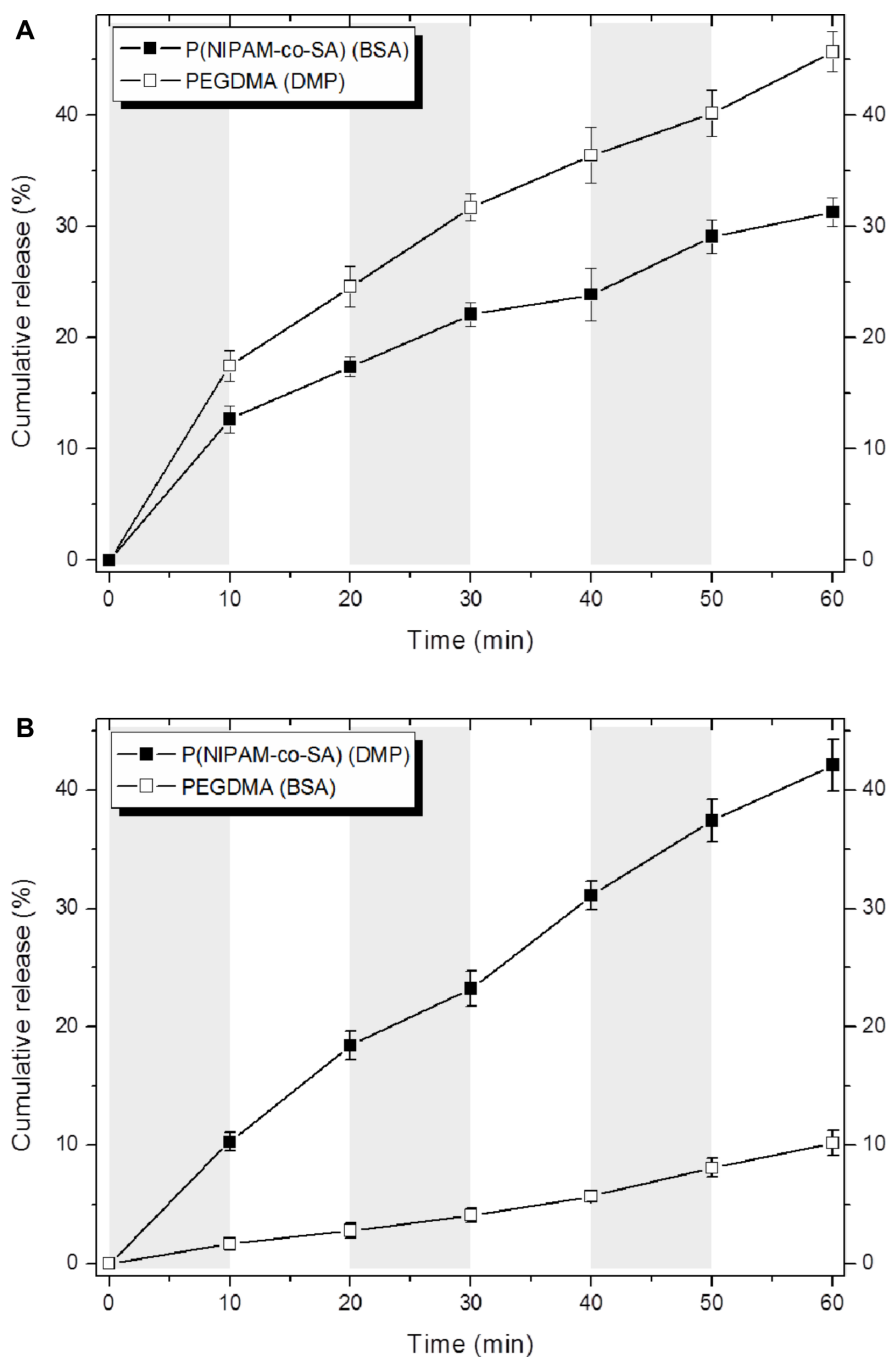 A
P(NIPAM-co-SA) (BSA)
PEGDMA (DMP)
Cumulative release (%)
40
30
20
10
0
40
30
20
10
0
0 10 20 30 40 50 60
Time (min)
B
P(NIPAM-co-SA) (DMP)
PEGDMA (BSA)
Cumulative release (%)
40
30
20
10
0
40
30
20
10
0
0 10 20 30 40 50 60
Time (min)